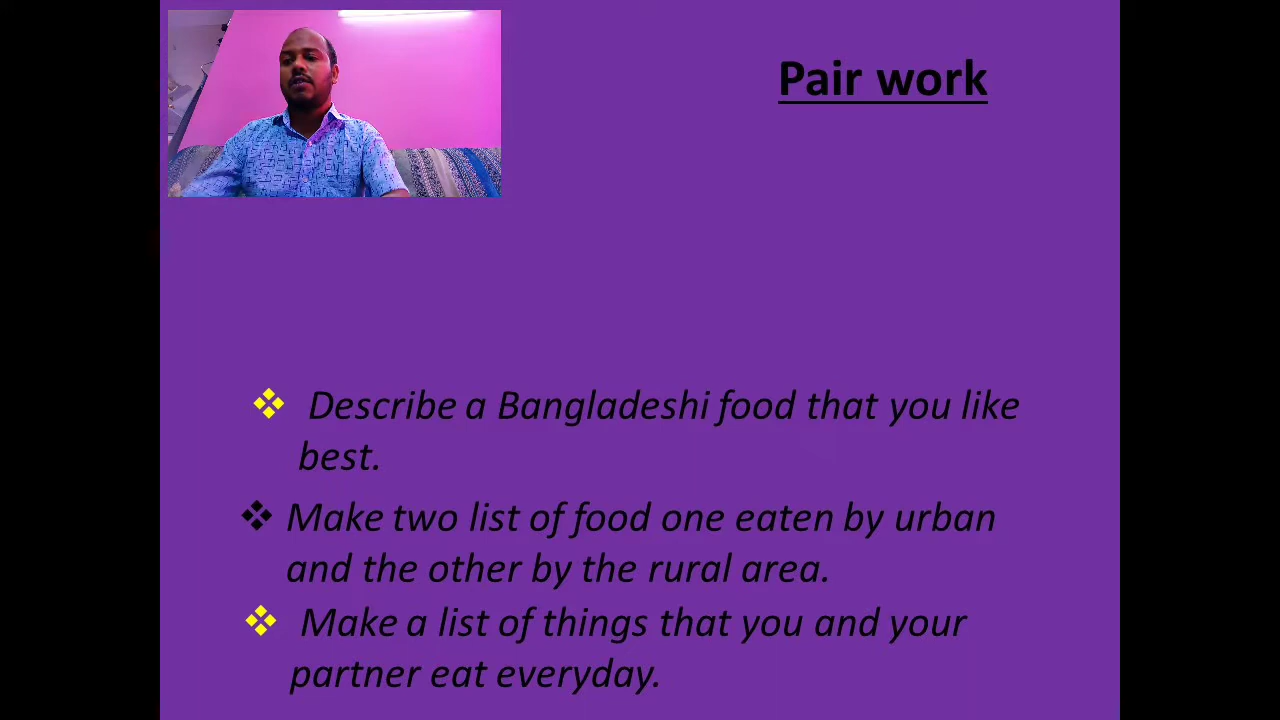 Pair work
Describe a Bangladeshi food that you like
best.
Make two list of food one eaten by urban
and the other by the rural area.
Make a list of things that you and your
partner eat everyday.